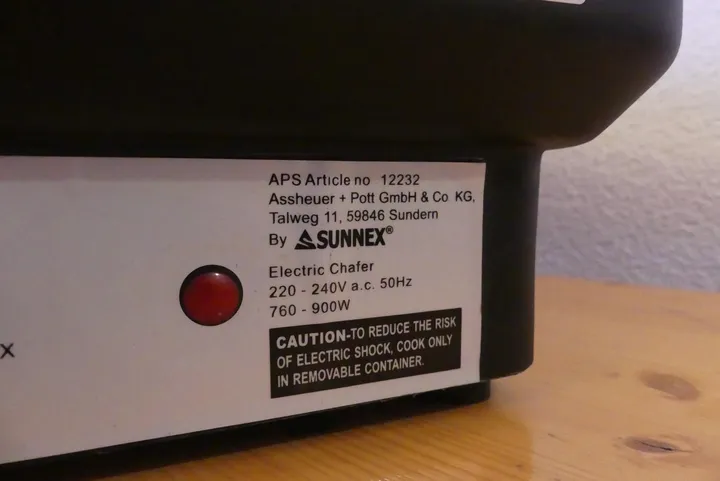 APS Article no 12232
Assheuer + Pott GmbH & Co KG,
Talweg 11, 59846 Sundern
By SUNNEX®
Electric Chafer
220 - 240V a.c. 50Hz
760 - 900W
X
CAUTION-TO REDUCE THE RISK
OF ELECTRIC SHOCK, COOK ONLY
IN REMOVABLE CONTAINER.